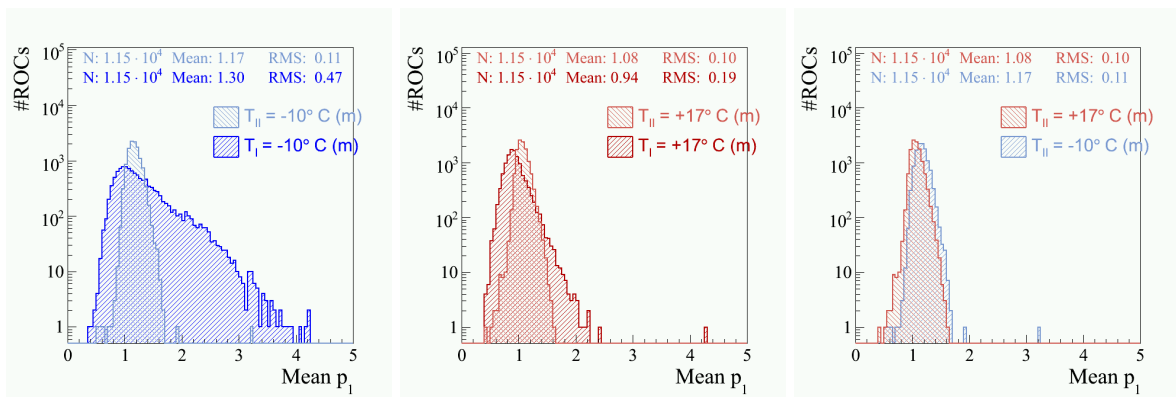 N: 1.15 · 10⁴ Mean: 1.17 RMS: 0.11
N: 1.15 · 10⁴ Mean: 1.30 RMS: 0.47
T_II = -10° C (m)
T_I = -10° C (m)
#ROCs
10⁵
10⁴
10³
10²
10
1
0 1 2 3 4 5
Mean p₁
N: 1.15 · 10⁴ Mean: 1.08 RMS: 0.10
N: 1.15 · 10⁴ Mean: 0.94 RMS: 0.19
T_II = +17° C (m)
T_I = +17° C (m)
#ROCs
10⁵
10⁴
10³
10²
10
1
0 1 2 3 4 5
Mean p₁
N: 1.15 · 10⁴ Mean: 1.08 RMS: 0.10
N: 1.15 · 10⁴ Mean: 1.17 RMS: 0.11
T_II = +17° C (m)
T_II = -10° C (m)
#ROCs
10⁵
10⁴
10³
10²
10
1
0 1 2 3 4 5
Mean p₁